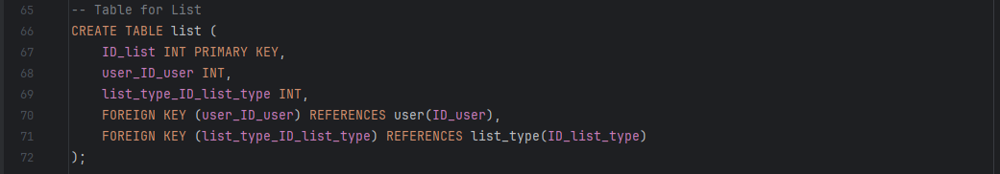 65 -- Table for List
66 CREATE TABLE list (
67     ID_list INT PRIMARY KEY,
68     user_ID_user INT,
69     list_type_ID_list_type INT,
70     FOREIGN KEY (user_ID_user) REFERENCES user(ID_user),
71     FOREIGN KEY (list_type_ID_list_type) REFERENCES list_type(ID_list_type)
72 );